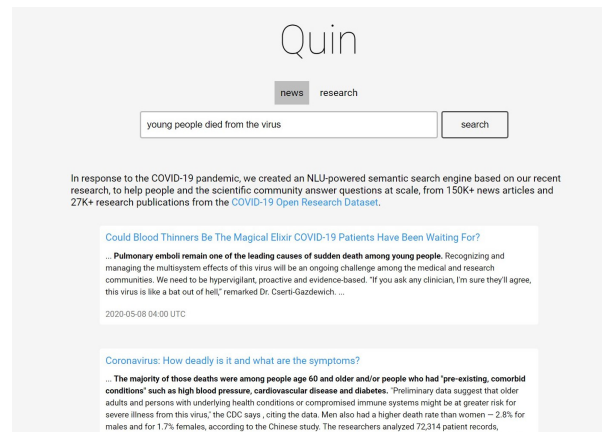 Quin
news research
young people died from the virus search
In response to the COVID-19 pandemic, we created an NLU-powered semantic search engine based on our recent
research, to help people and the scientific community answer questions at scale, from 150K+ news articles and
27K+ research publications from the COVID-19 Open Research Dataset.
Could Blood Thinners Be The Magical Elixir COVID-19 Patients Have Been Waiting For?
... Pulmonary emboli remain one of the leading causes of sudden death among young people. Recognizing and
managing the multisystem effects of this virus will be an ongoing challenge among the medical and research
communities. We need to be hypervigilant, proactive and evidence-based. "If you ask any clinician, I'm sure they'll agree,
this virus is like a bat out of hell," remarked Dr. Cserti-Gazdewich. ...
2020-05-08 04:00 UTC
Coronavirus: How deadly is it and what are the symptoms?
... The majority of those deaths were among people age 60 and older and/or people who had "pre-existing, comorbid
conditions" such as high blood pressure, cardiovascular disease and diabetes. "Preliminary data suggest that older
adults and persons with underlying health conditions or compromised immune systems might be at greater risk for
severe illness from this virus," the CDC says , citing the data. Men also had a higher death rate than women — 2.8% for
males and for 1.7% females, according to the Chinese study. The researchers analyzed 72,314 patient records,